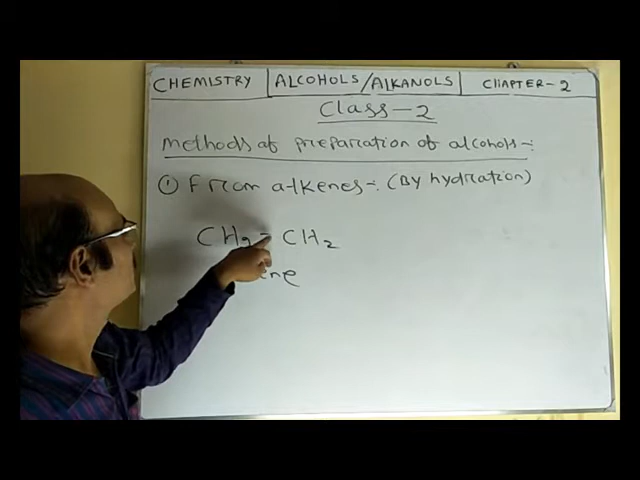 CHEMISTRY ALCOHOLS/ALKANOLS CHAPTER-2
Class-2
Methods of preparation of alcohols:-
① From alkenes:- (By hydration)
CH2=CH2